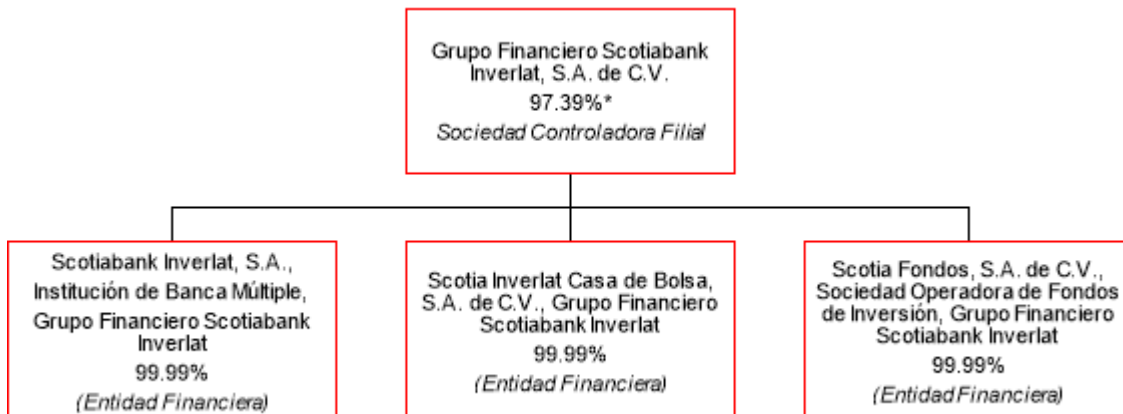 Grupo Financiero Scotiabank
Inverlat, S.A. de C.V.
97.39%*
Sociedad Controladora Filial
Scotiabank Inverlat, S.A.,
Institución de Banca Múltiple,
Grupo Financiero Scotiabank
Inverlat
99.99%
(Entidad Financiera)
Scotia Inverlat Casa de Bolsa,
S.A. de C.V., Grupo Financiero
Scotiabank Inverlat
99.99%
(Entidad Financiera)
Scotia Fondos, S.A. de C.V.,
Sociedad Operadora de Fondos
de Inversión, Grupo Financiero
Scotiabank Inverlat
99.99%
(Entidad Financiera)